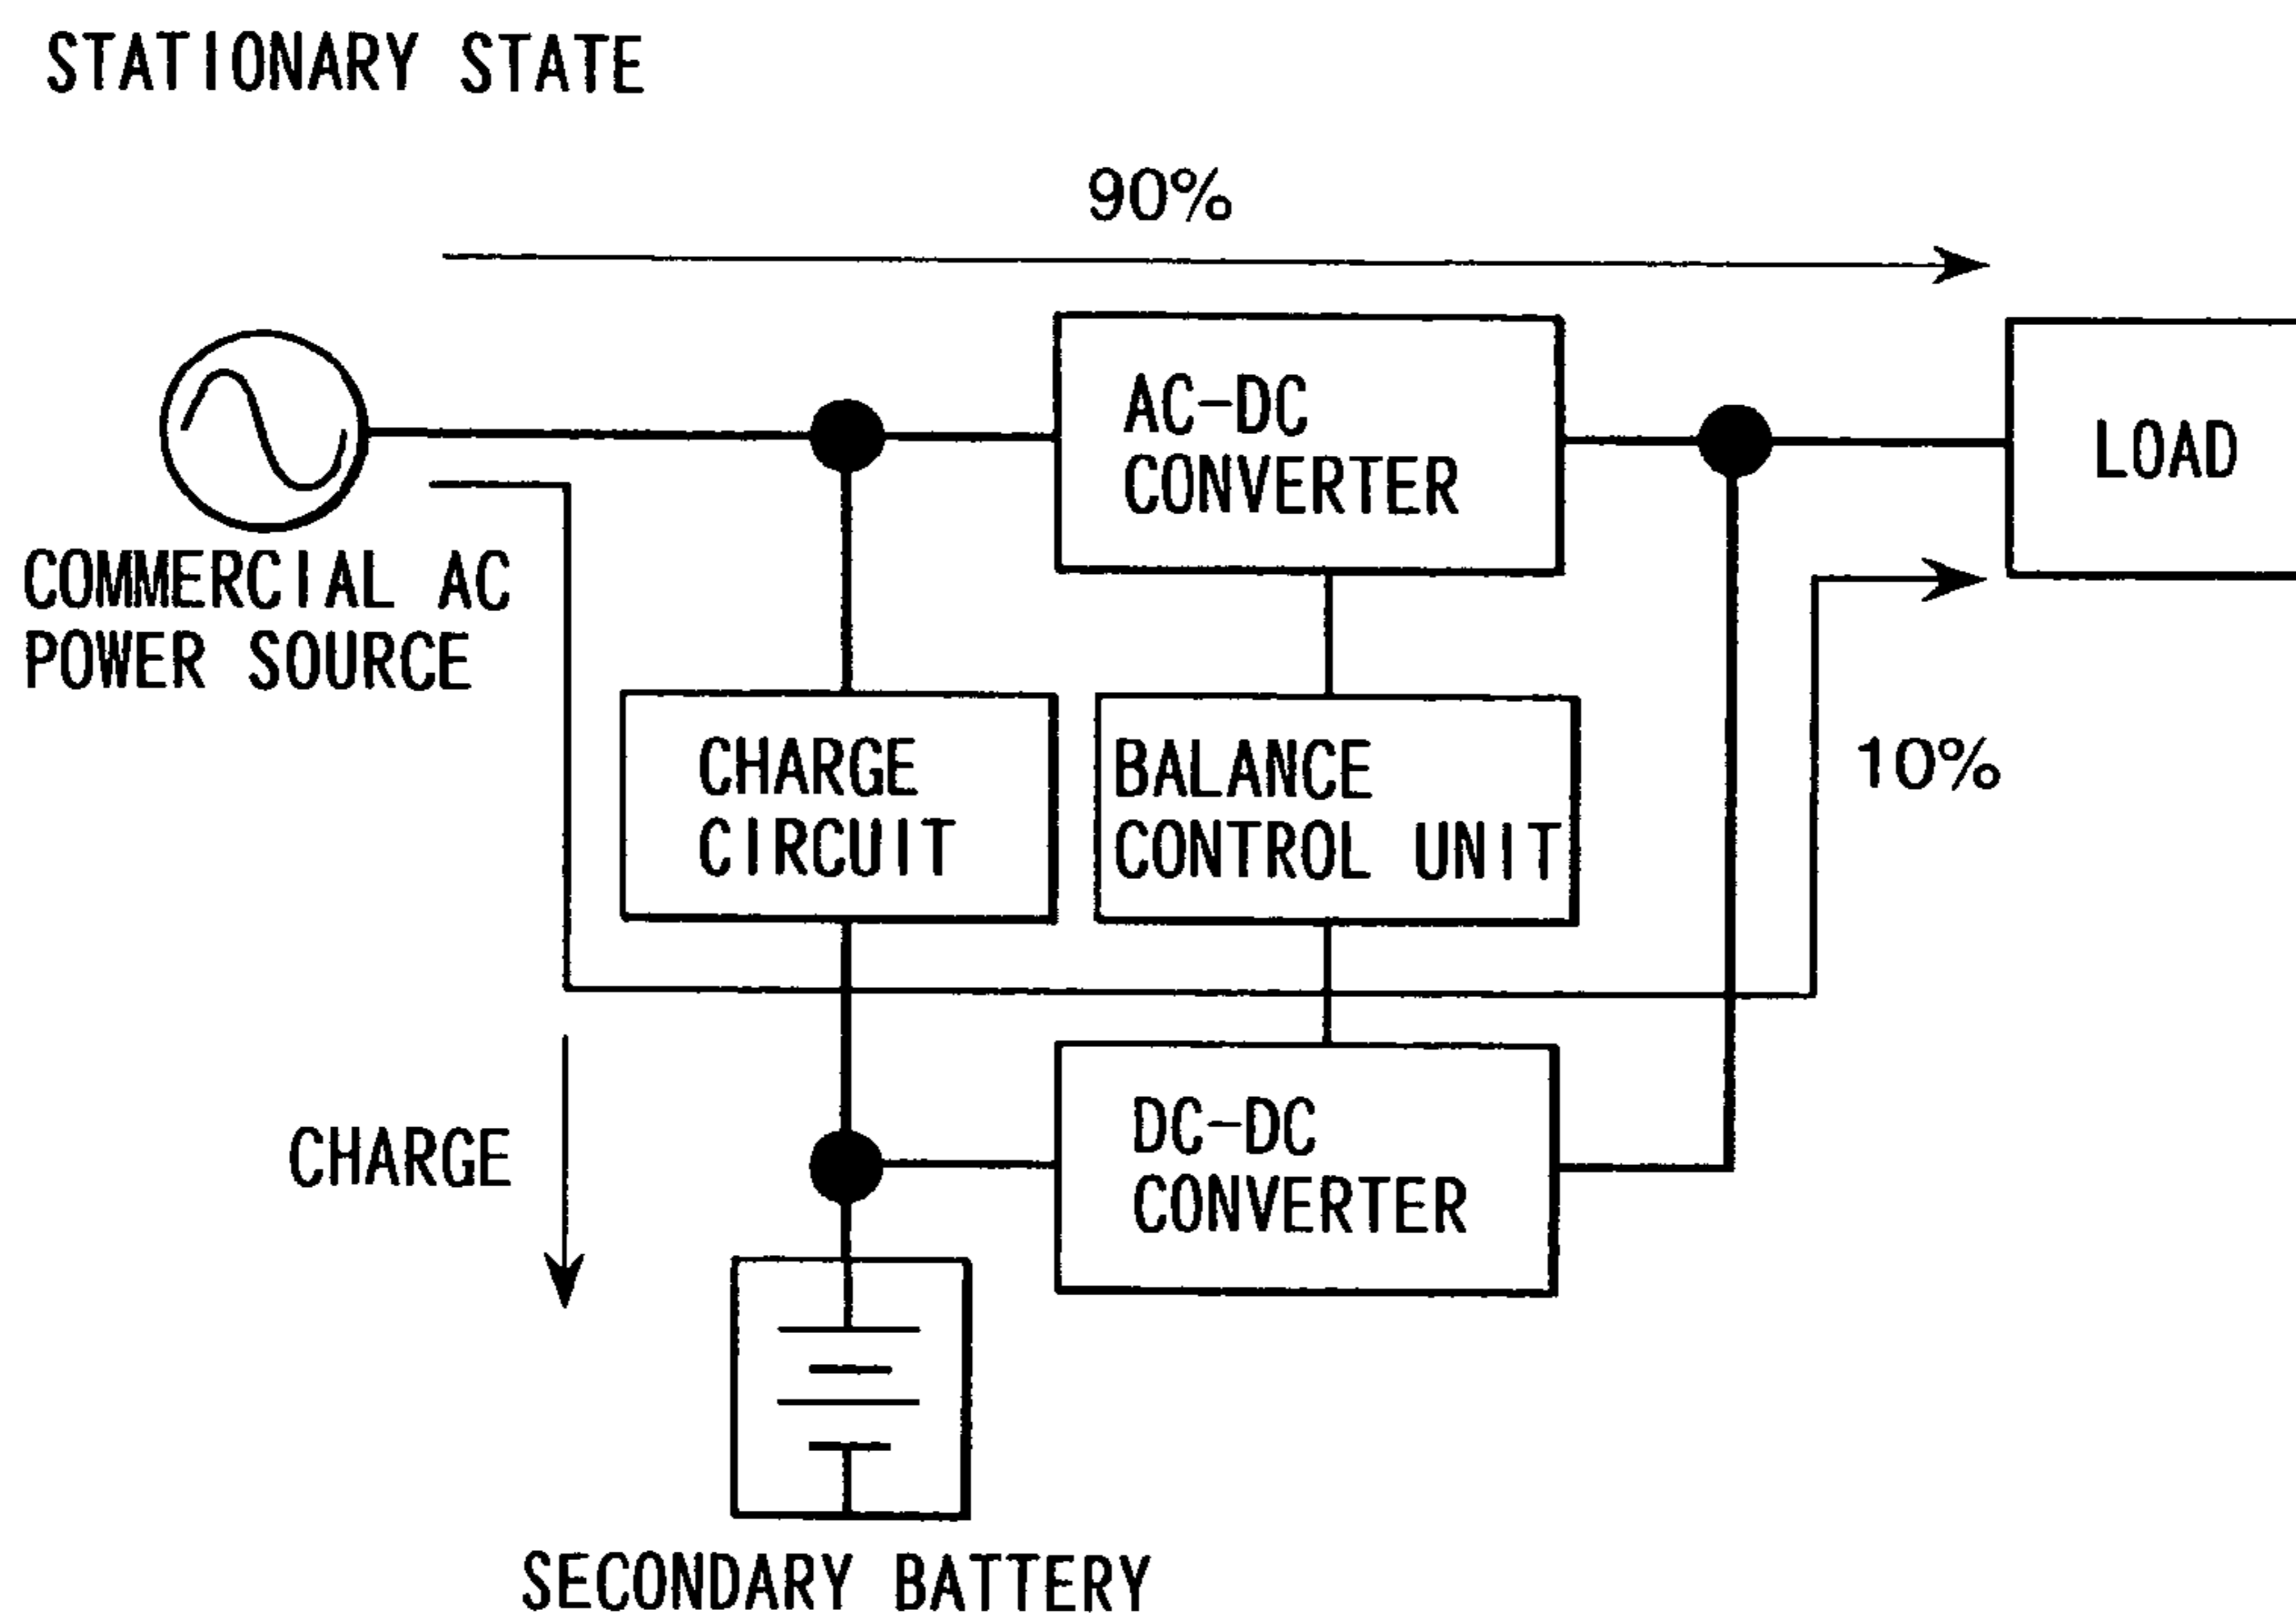 STATIONARY STATE
90%
AC-DC
CONVERTER
LOAD
COMMERCIAL AC
POWER SOURCE
CHARGE
CIRCUIT
BALANCE
CONTROL UNIT
10%
CHARGE
DC-DC
CONVERTER
SECONDARY BATTERY